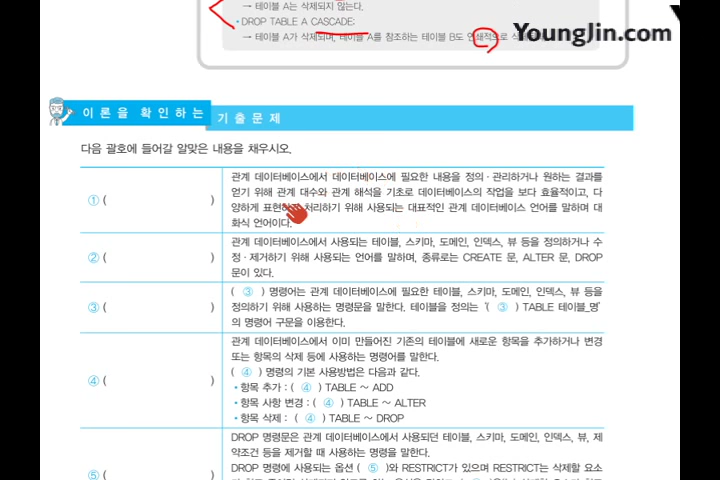 → 테이블 A는 삭제되지 않는다.
• DROP TABLE A CASCADE:
→ 테이블 A가 삭제되며, 테이블 A를 참조하는 테이블 B도 연쇄적으로
YoungJin.com
이론을 확인하는 기출문제
다음 괄호에 들어갈 알맞은 내용을 채우시오.
① ( )
관계 데이터베이스에서 데이터베이스에 필요한 내용을 정의·관리하거나 원하는 결과를
얻기 위해 관계 대수와 관계 해석을 기초로 데이터베이스의 작업을 보다 효율적이고, 다
양하게 표현하고 처리하기 위해 사용되는 대표적인 관계 데이터베이스 언어를 말하며 대
화식 언어이다.
② ( )
관계 데이터베이스에서 사용되는 테이블, 스키마, 도메인, 인덱스, 뷰 등을 정의하거나 수
정·제거하기 위해 사용되는 언어를 말하며, 종류로는 CREATE 문, ALTER 문, DROP
문이 있다.
③ ( )
( ③ ) 명령어는 관계 데이터베이스에 필요한 테이블, 스키마, 도메인, 인덱스, 뷰 등을
정의하기 위해 사용하는 명령문을 말한다. 테이블을 정의는 '( ③ ) TABLE 테이블_명'
의 명령어 구문을 이용한다.
④ ( )
관계 데이터베이스에서 이미 만들어진 기존의 테이블에 새로운 항목을 추가하거나 변경
또는 항목의 삭제 등에 사용하는 명령어를 말한다.
( ④ ) 명령의 기본 사용방법은 다음과 같다.
• 항목 추가 : ( ④ ) TABLE ~ ADD
• 항목 사항 변경 : ( ④ ) TABLE ~ ALTER
• 항목 삭제 : ( ④ ) TABLE ~ DROP
⑤ ( )
DROP 명령문은 관계 데이터베이스에서 사용되던 테이블, 스키마, 도메인, 인덱스, 뷰, 제
약조건 등을 제거할 때 사용하는 명령을 말한다.
DROP 명령에 사용되는 옵션 ( ⑤ )와 RESTRICT가 있으며 RESTRICT는 삭제할 요소